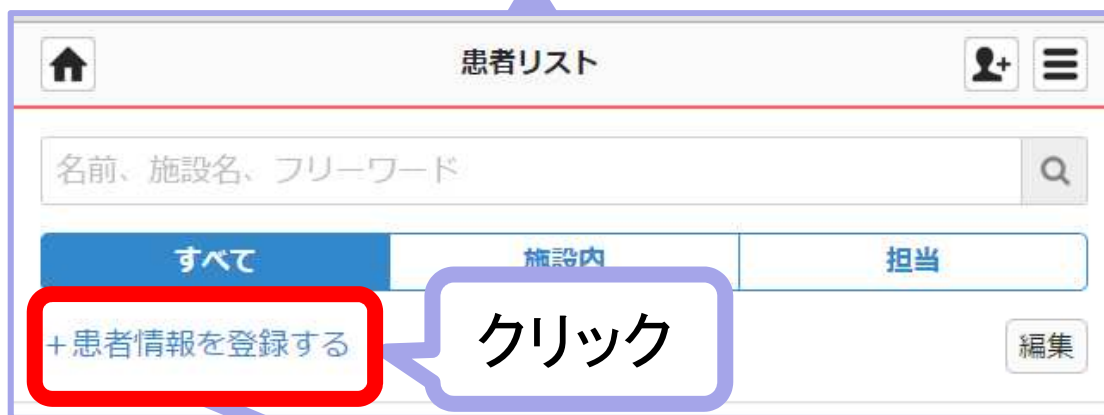 患者リスト
名前、施設名、フリーワード
すべて 施設内 担当
+患者情報を登録する クリック 編集